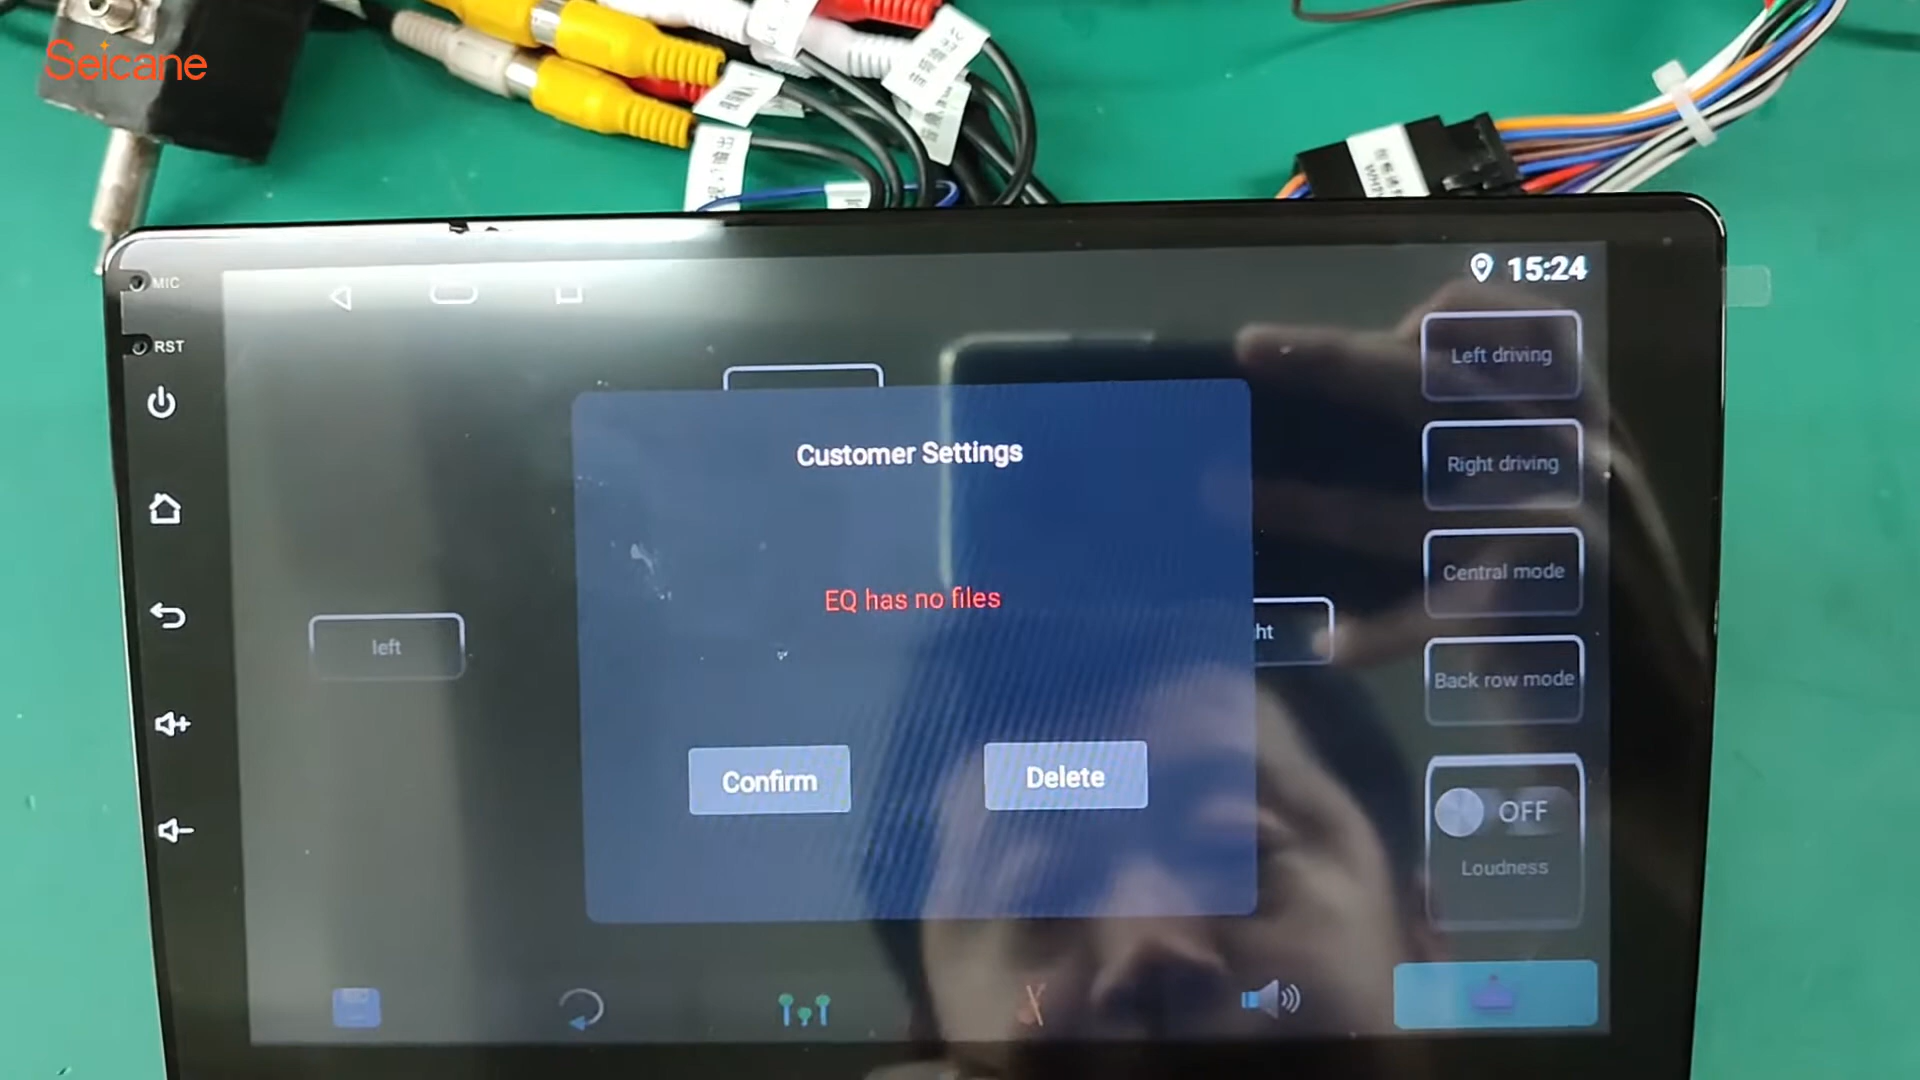 Seicane
MIC
RST
15:24
Left driving
Right driving
Central mode
Back row mode
OFF
Loudness
Customer Settings
EQ has no files
left
ht
Confirm
Delete